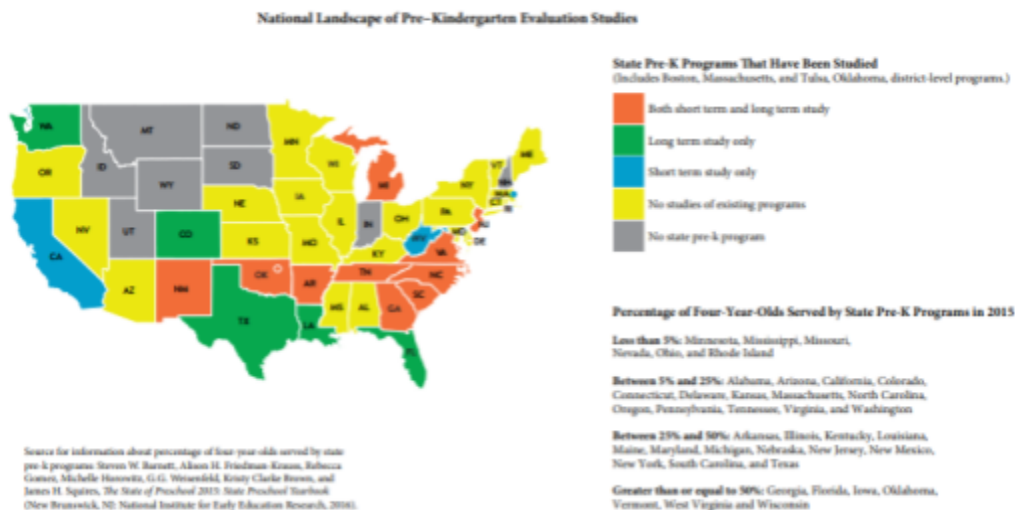 National Landscape of Pre–Kindergarten Evaluation Studies
State Pre-K Programs That Have Been Studied
(Includes Boston, Massachusetts, and Tulsa, Oklahoma, district-level programs.)
Both short term and long term study
Long term study only
Short term study only
No studies of existing programs
No state pre-k program
WA
MT
ND
MN
OR
ID
SD
WI
MI
WY
VT
ME
NH
NY
MA
CT
RI
IA
NE
PA
NJ
NV
UT
CO
IL
IN
OH
MD
DE
CA
KS
MO
WV
VA
KY
AZ
NM
OK
AR
TN
NC
SC
TX
LA
MS
AL
GA
FL
Percentage of Four-Year-Olds Served by State Pre-K Programs in 2015
Less than 5%: Minnesota, Mississippi, Missouri,
Nevada, Ohio, and Rhode Island
Between 5% and 25%: Alabama, Arizona, California, Colorado,
Connecticut, Delaware, Kansas, Massachusetts, North Carolina,
Oregon, Pennsylvania, Tennessee, Virginia, and Washington
Between 25% and 50%: Arkansas, Illinois, Kentucky, Louisiana,
Maine, Maryland, Michigan, Nebraska, New Jersey, New Mexico,
New York, South Carolina, and Texas
Greater than or equal to 50%: Georgia, Florida, Iowa, Oklahoma,
Vermont, West Virginia and Wisconsin
Source for information about percentage of four-year-olds served by state
pre-k programs: Steven W. Barnett, Alison H. Friedman-Krauss, Rebecca
Gomez, Michelle Horowitz, G.G. Weisenfeld, Kristy Clarke Brown, and
James H. Squires, The State of Preschool 2015: State Preschool Yearbook
(New Brunswick, NJ: National Institute for Early Education Research, 2016).